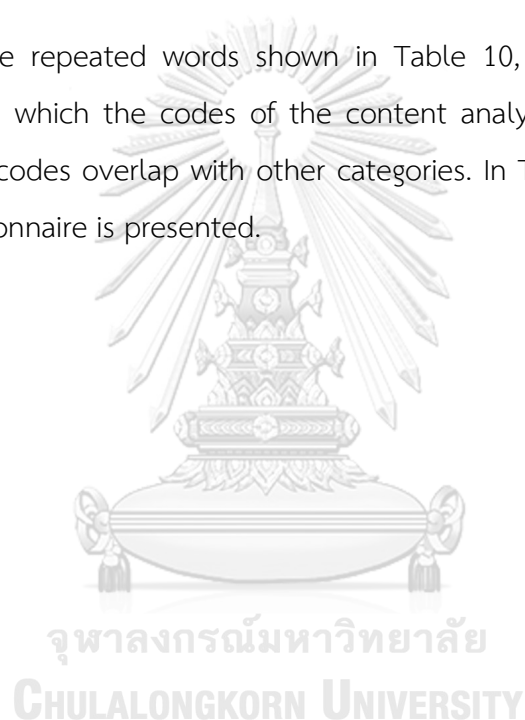 e repeated words shown in Table 10,
which the codes of the content analy
codes overlap with other categories. In T
onnaire is presented.
จุฬาลงกรณ์มหาวิทยาลัย
CHULALONGKORN UNIVERSITY